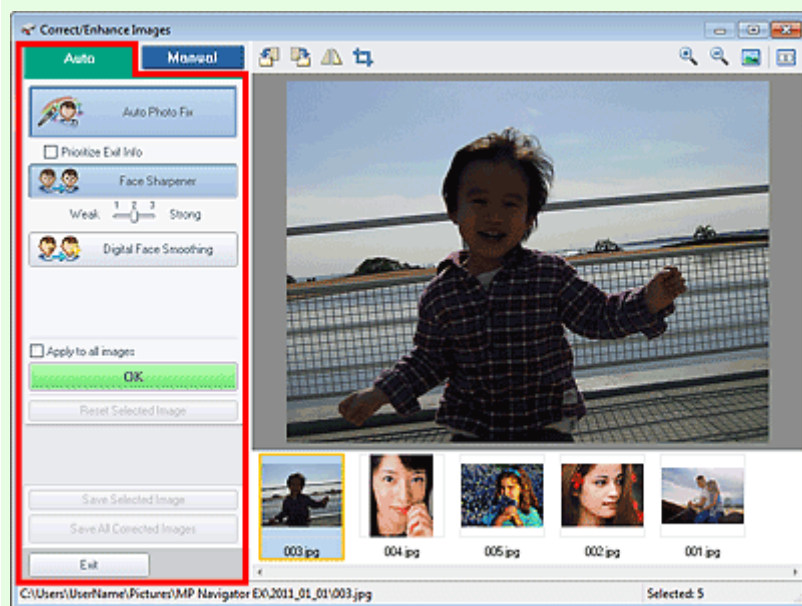 Correct/Enhance Images
Auto
Manual
Auto Photo Fix
Prioritize Exif Info
Face Sharpener
1 2 3
Weak Strong
Digital Face Smoothing
Apply to all images
OK
Reset Selected Image
Save Selected Image
Save All Corrected Images
Exit
003.jpg
004.jpg
005.jpg
002.jpg
001.jpg
C:\Users\UserName\Pictures\MP Navigator EX\2011_01_01\003.jpg
Selected: 5